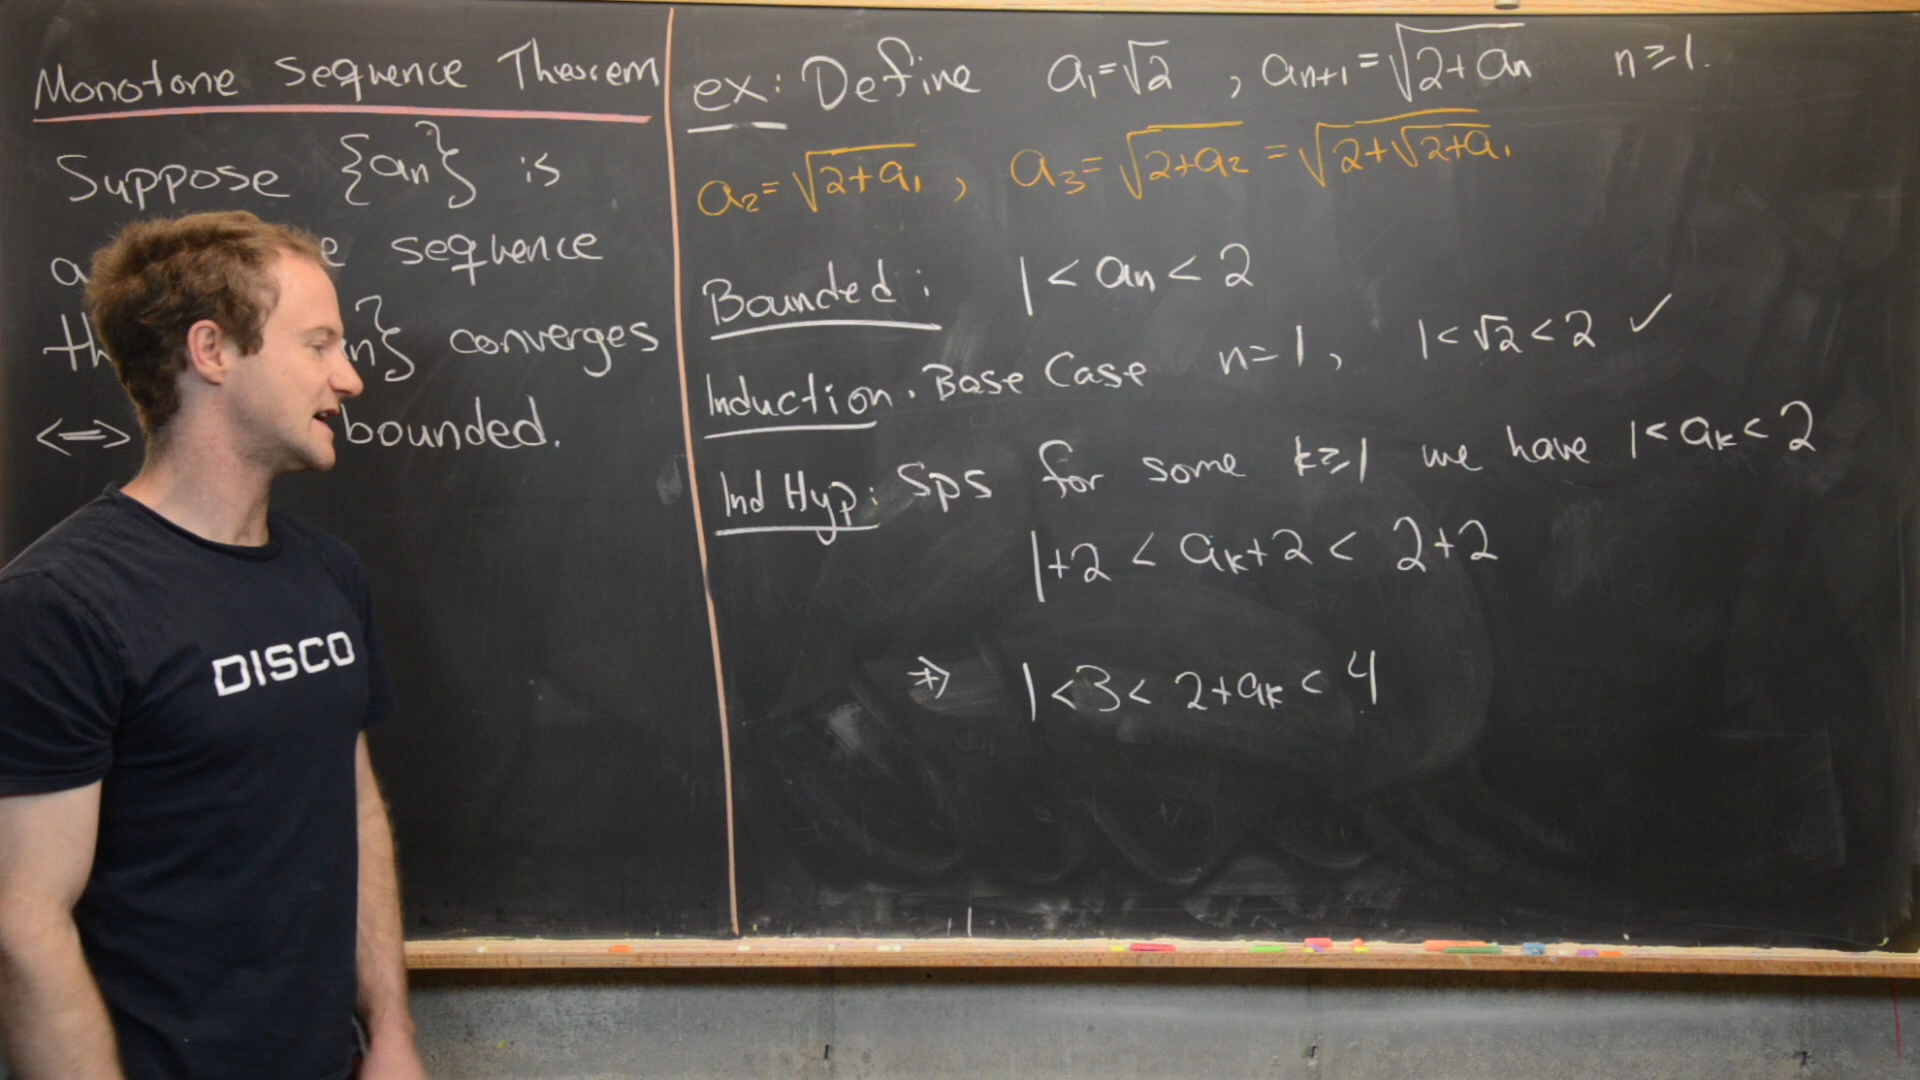 Monotone Sequence Theorem
Suppose {an} is
a e sequence
th n} converges
<=> bounded.
ex: Define a₁=√2 , aₙ₊₁=√(2+aₙ) n≥1.
a₂=√(2+a₁) , a₃=√(2+a₂) = √(2+√(2+a₁
Bounded: 1 < aₙ < 2
Induction. Base Case n=1, 1<√2<2 ✓
Ind Hyp: Sps for some k≥1 we have 1<aₖ<2
1+2 < aₖ+2 < 2+2
⇒ 1<3< 2+aₖ < 4
DISCO